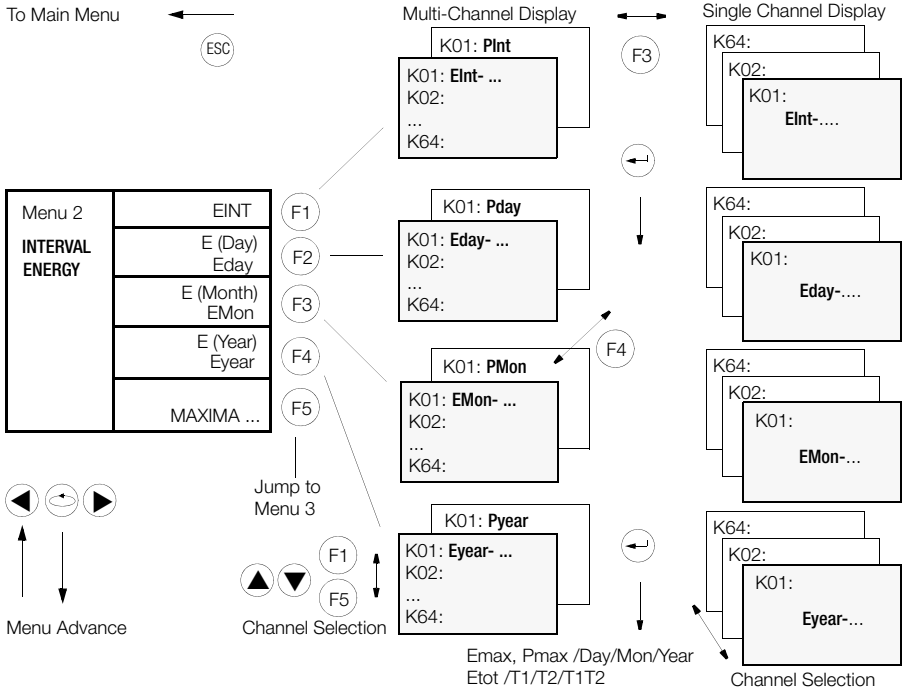 To Main Menu
ESC
Multi-Channel Display
Single Channel Display
F3
K01: PInt
K01: EInt- ...
K02:
...
K64:
K64:
K02:
K01:
EInt-....
Menu 2
INTERVAL
ENERGY
EINT
E (Day)
Eday
E (Month)
EMon
E (Year)
Eyear
MAXIMA ...
F1
F2
F3
F4
F5
Jump to
Menu 3
K01: Pday
K01: Eday- ...
K02:
...
K64:
K64:
K02:
K01:
Eday-....
F4
K01: PMon
K01: EMon- ...
K02:
...
K64:
K64:
K02:
K01:
EMon-...
K01: Pyear
K01: Eyear- ...
K02:
...
K64:
K64:
K02:
K01:
Eyear-...
Menu Advance
F1
F5
Channel Selection
Emax, Pmax /Day/Mon/Year
Etot /T1/T2/T1T2
Channel Selection